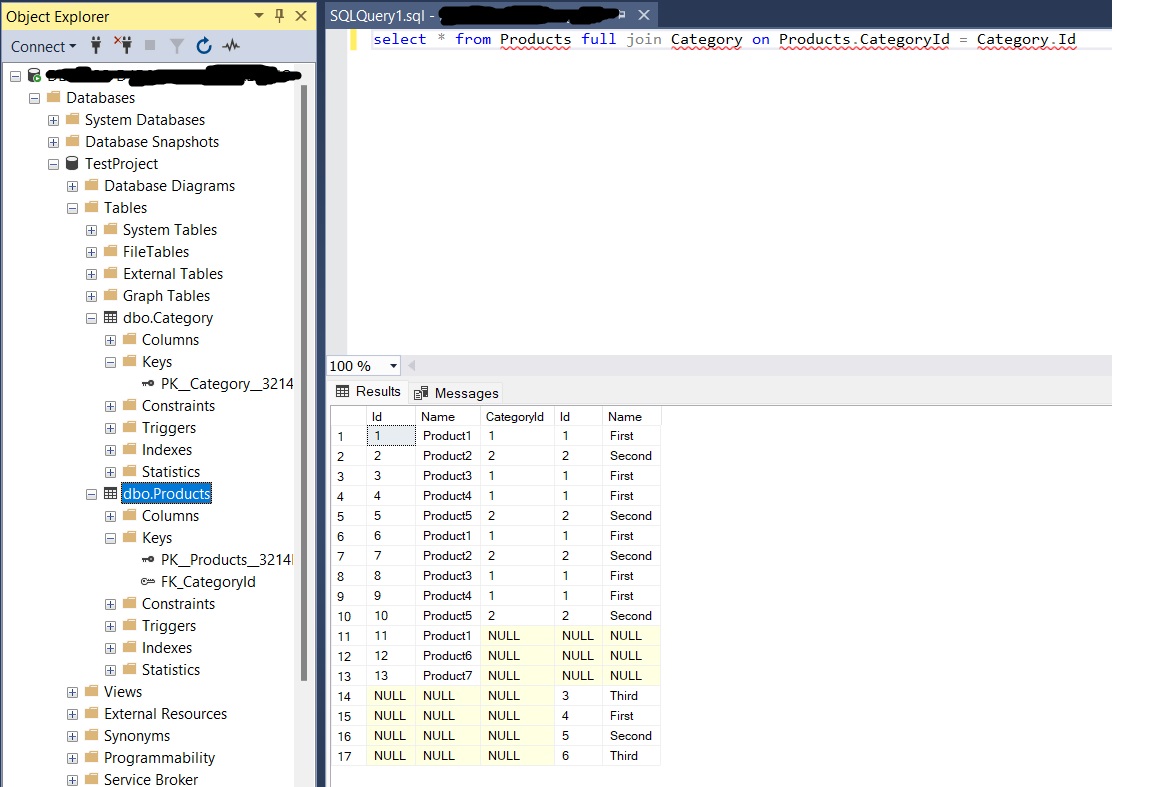 Object Explorer
Connect
Databases
System Databases
Database Snapshots
TestProject
Database Diagrams
Tables
System Tables
FileTables
External Tables
Graph Tables
dbo.Category
Columns
Keys
PK__Category__3214
Constraints
Triggers
Indexes
Statistics
dbo.Products
Columns
Keys
PK__Products__3214
FK_CategoryId
Constraints
Triggers
Indexes
Statistics
Views
External Resources
Synonyms
Programmability
Service Broker
SQLQuery1.sql -
select * from Products full join Category on Products.CategoryId = Category.Id
100 %
Results Messages
Id Name CategoryId Id Name
1 1 Product1 1 1 First
2 2 Product2 2 2 Second
3 3 Product3 1 1 First
4 4 Product4 1 1 First
5 5 Product5 2 2 Second
6 6 Product1 1 1 First
7 7 Product2 2 2 Second
8 8 Product3 1 1 First
9 9 Product4 1 1 First
10 10 Product5 2 2 Second
11 11 Product1 NULL NULL NULL
12 12 Product6 NULL NULL NULL
13 13 Product7 NULL NULL NULL
14 NULL NULL NULL 3 Third
15 NULL NULL NULL 4 First
16 NULL NULL NULL 5 Second
17 NULL NULL NULL 6 Third